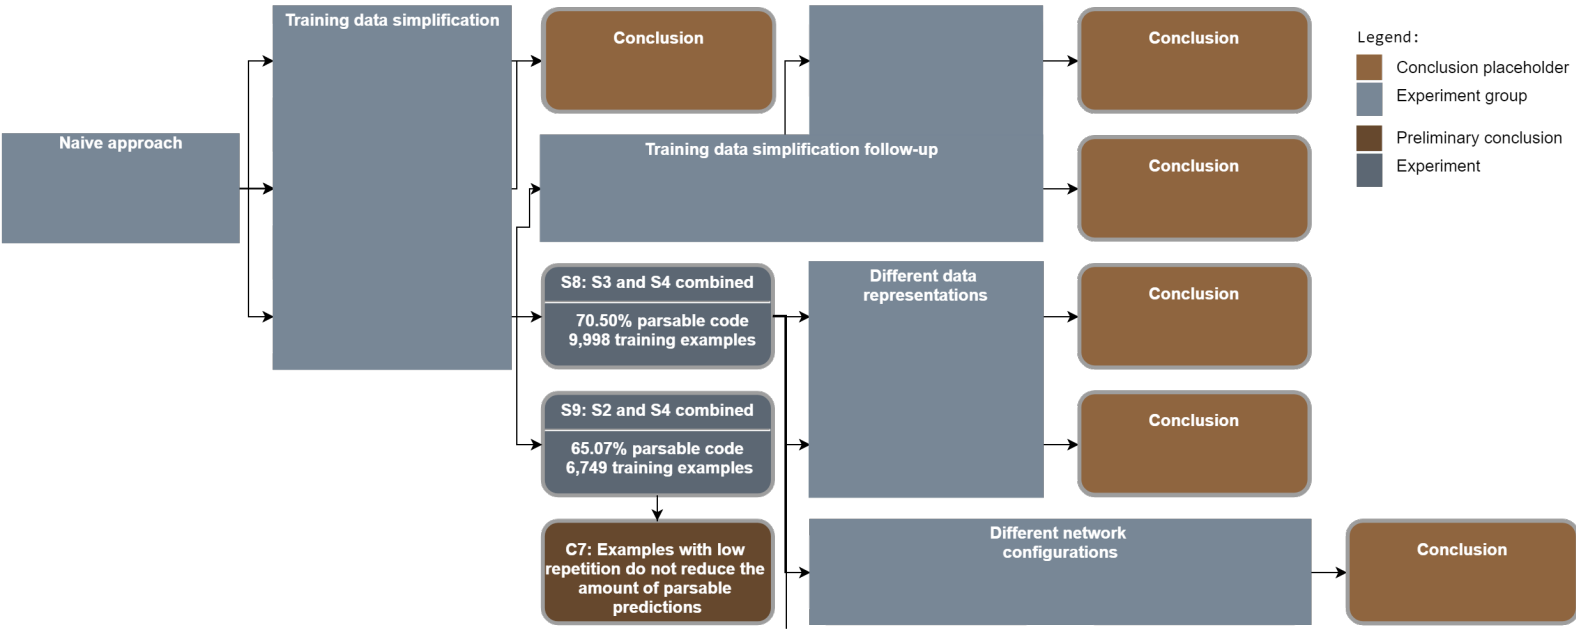 Naive approach
Training data simplification
Conclusion
Training data simplification follow-up
Conclusion
Conclusion
S8: S3 and S4 combined
70.50% parsable code
9,998 training examples
Different data
representations
Conclusion
S9: S2 and S4 combined
65.07% parsable code
6,749 training examples
Conclusion
C7: Examples with low
repetition do not reduce the
amount of parsable
predictions
Different network
configurations
Conclusion
Legend:
Conclusion placeholder
Experiment group
Preliminary conclusion
Experiment